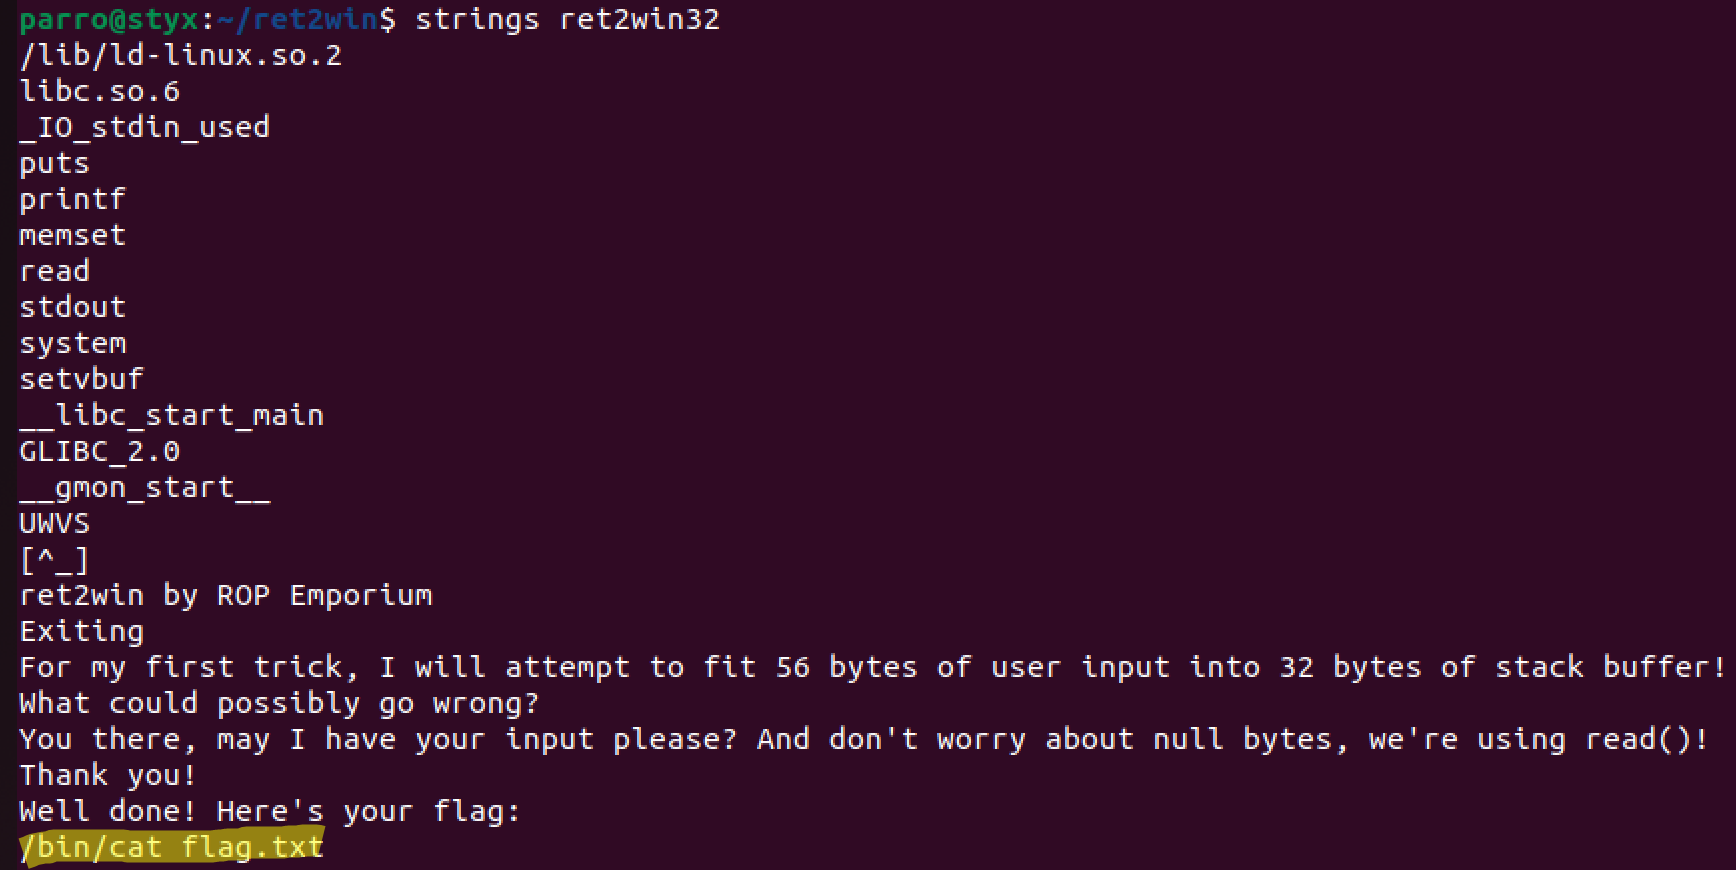 parro@styx:~/ret2win$ strings ret2win32
/lib/ld-linux.so.2
libc.so.6
_IO_stdin_used
puts
printf
memset
read
stdout
system
setvbuf
__libc_start_main
GLIBC_2.0
__gmon_start__
UWVS
[^_]
ret2win by ROP Emporium
Exiting
For my first trick, I will attempt to fit 56 bytes of user input into 32 bytes of stack buffer!
What could possibly go wrong?
You there, may I have your input please? And don't worry about null bytes, we're using read()!
Thank you!
Well done! Here's your flag:
/bin/cat flag.txt